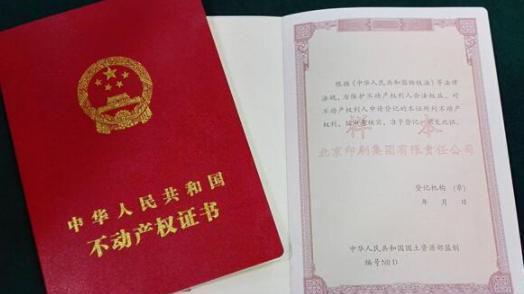 中华人民共和国
不动产权证书
根据《中华人民共和国物权法》等法律
法规,为保护不动产权利人合法权益,对
不动产权利人申请登记的本证所列不动产
权利,经审查核实,准予登记,颁发此证。
样本
北京印刷集团有限责任公司
登记机构(章)
年 月 日
中华人民共和国国土资源部监制
编号N0 D